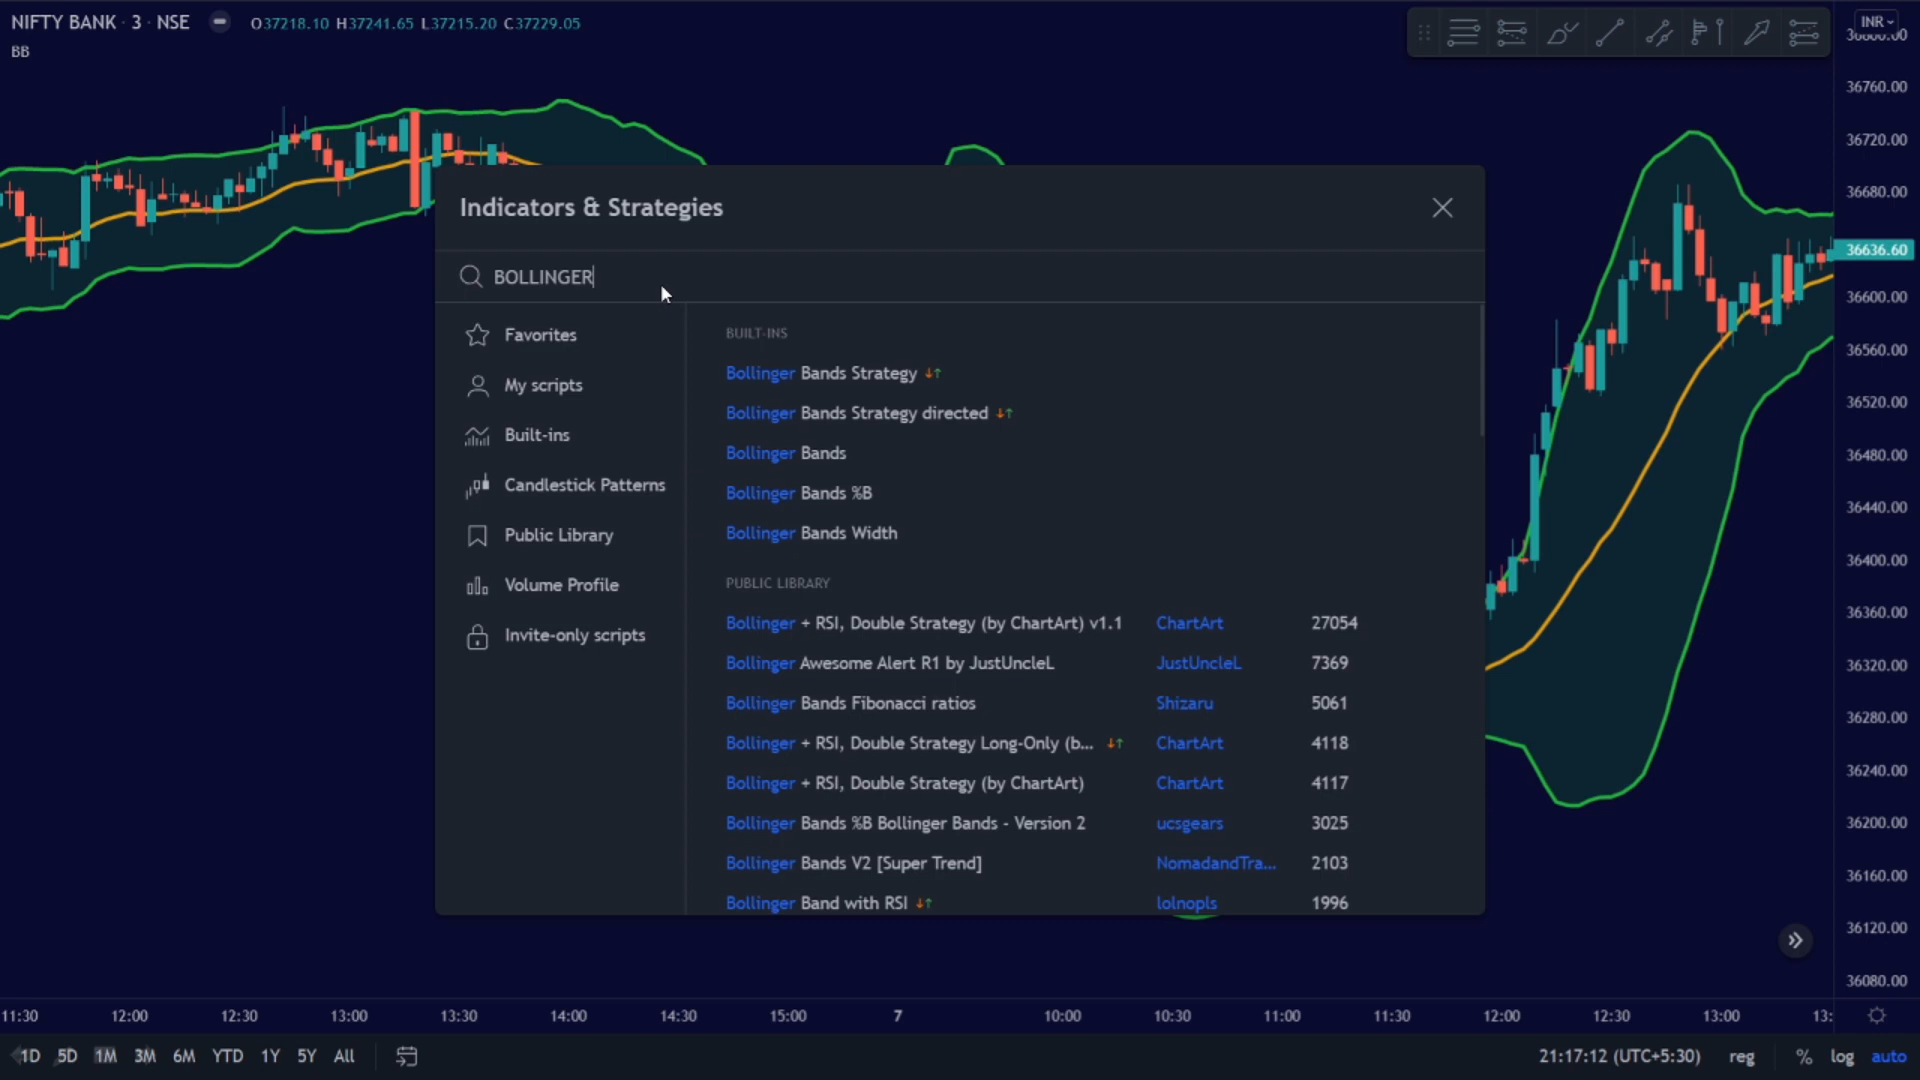 NIFTY BANK · 3 · NSE
O37218.10 H37241.65 L37215.20 C37229.05
BB
INR
36760.00
36720.00
36680.00
36636.60
36600.00
36560.00
36520.00
36480.00
36440.00
36400.00
36360.00
36320.00
36280.00
36240.00
36200.00
36160.00
36120.00
36080.00
Indicators & Strategies
BOLLINGER
Favorites
My scripts
Built-ins
Candlestick Patterns
Public Library
Volume Profile
Invite-only scripts
BUILT-INS
Bollinger Bands Strategy
Bollinger Bands Strategy directed
Bollinger Bands
Bollinger Bands %B
Bollinger Bands Width
PUBLIC LIBRARY
Bollinger + RSI, Double Strategy (by ChartArt) v1.1 ChartArt 27054
Bollinger Awesome Alert R1 by JustUncleL JustUncleL 7369
Bollinger Bands Fibonacci ratios Shizaru 5061
Bollinger + RSI, Double Strategy Long-Only (b... ChartArt 4118
Bollinger + RSI, Double Strategy (by ChartArt) ChartArt 4117
Bollinger Bands %B Bollinger Bands - Version 2 ucsgears 3025
Bollinger Bands V2 [Super Trend] NomadandTra... 2103
Bollinger Band with RSI lolnopls 1996
11:30 12:00 12:30 13:00 13:30 14:00 14:30 15:00 7 10:00 10:30 11:00 11:30 12:00 12:30 13:00 13:
1D 5D 1M 3M 6M YTD 1Y 5Y All
21:17:12 (UTC+5:30) reg % log auto